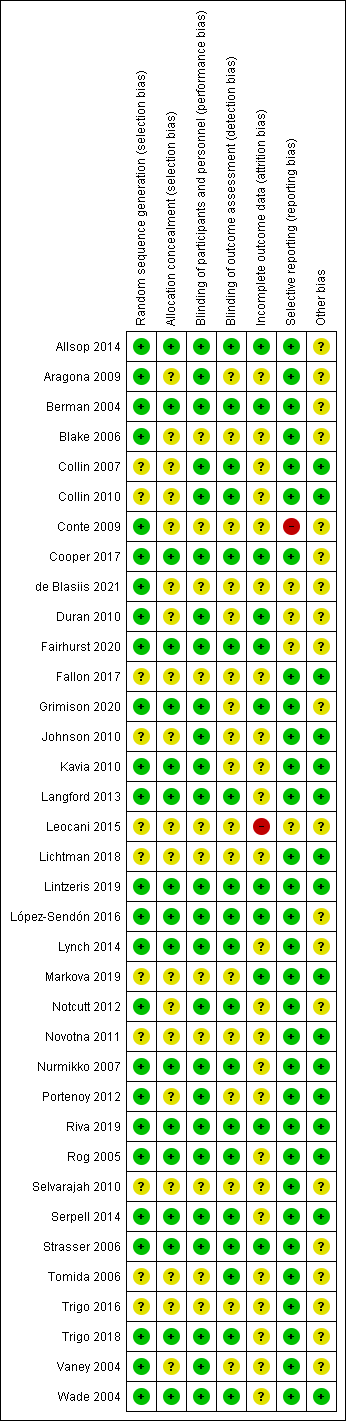 Random sequence generation (selection bias)
Allocation concealment (selection bias)
Blinding of participants and personnel (performance bias)
Blinding of outcome assessment (detection bias)
Incomplete outcome data (attrition bias)
Selective reporting (reporting bias)
Other bias
Allsop 2014 + + + + + + ?
Aragona 2009 + ? + ? ? + ?
Berman 2004 + + + + + + ?
Blake 2006 + ? ? ? ? + ?
Collin 2007 ? ? + + ? + +
Collin 2010 ? ? + + ? + +
Conte 2009 + ? ? ? ? - ?
Cooper 2017 + + + + + + ?
de Blasiis 2021 + ? ? ? ? ? ?
Duran 2010 + ? + ? + ? ?
Fairhurst 2020 + + + + + ? ?
Fallon 2017 ? ? ? ? ? + +
Grimison 2020 + + + ? + + ?
Johnson 2010 ? ? + ? ? + +
Kavia 2010 + + + ? ? + +
Langford 2013 + + + + ? + +
Leocani 2015 ? ? ? ? - ? ?
Lichtman 2018 ? ? ? ? ? + +
Lintzeris 2019 + + + + + + +
López-Sendón 2016 + + + + + + ?
Lynch 2014 + + + + ? + ?
Markova 2019 ? ? ? ? + + +
Notcutt 2012 + ? + + ? + ?
Novotna 2011 ? ? ? ? ? + +
Nurmikko 2007 + + + + ? + +
Portenoy 2012 + ? + ? ? + +
Riva 2019 + + + + + + +
Rog 2005 + + + + ? + +
Selvarajah 2010 ? ? ? ? ? + ?
Serpell 2014 + + + + ? + +
Strasser 2006 + + + + + + ?
Tomida 2006 ? ? ? + ? + ?
Trigo 2016 ? ? ? ? ? + ?
Trigo 2018 + + + + ? + ?
Vaney 2004 + ? + ? ? + ?
Wade 2004 + + + + ? + +